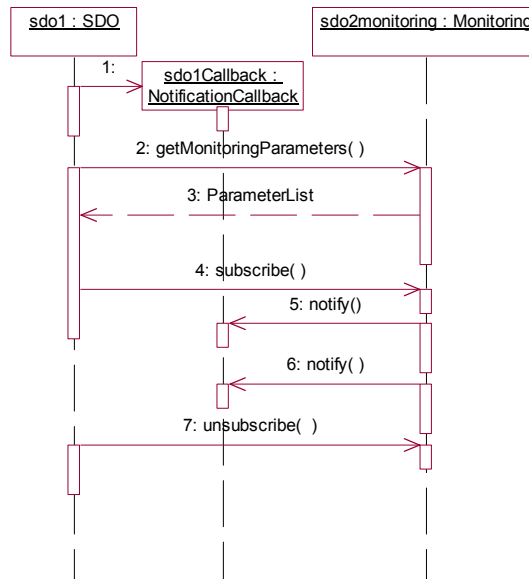 sdo1 : SDO
sdo2monitoring : Monitoring
1:
sdo1Callback :
NotificationCallback
2: getMonitoringParameters( )
3: ParameterList
4: subscribe( )
5: notify()
6: notify( )
7: unsubscribe(  )